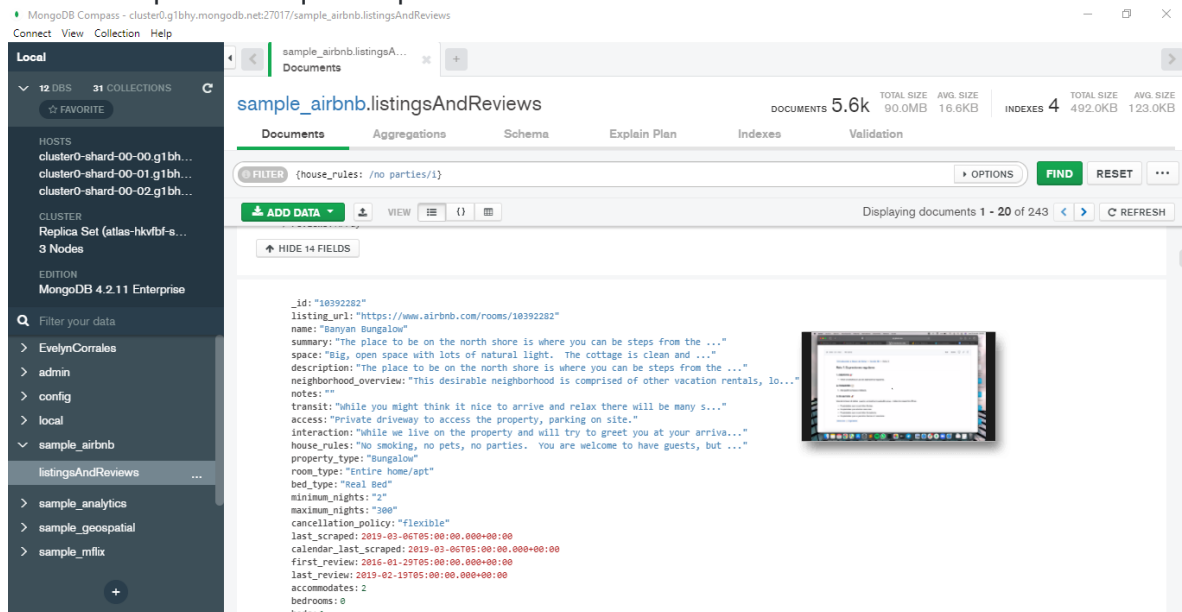 MongoDB Compass - cluster0.g1bhy.mongodb.net:27017/sample_airbnb.listingsAndReviews
Connect View Collection Help
Local
sample_airbnb.listingsA...
Documents
12 DBS 31 COLLECTIONS
FAVORITE
HOSTS
cluster0-shard-00-00.g1bh...
cluster0-shard-00-01.g1bh...
cluster0-shard-00-02.g1bh...
CLUSTER
Replica Set (atlas-hkvfbf-s...
3 Nodes
EDITION
MongoDB 4.2.11 Enterprise
Filter your data
EvelynCorrales
admin
config
local
sample_airbnb
listingsAndReviews ...
sample_analytics
sample_geospatial
sample_mflix
sample_airbnb.listingsAndReviews
DOCUMENTS 5.6k TOTAL SIZE 90.0MB AVG. SIZE 16.6KB INDEXES 4 TOTAL SIZE 492.0KB AVG. SIZE 123.0KB
Documents Aggregations Schema Explain Plan Indexes Validation
FILTER {house_rules: /no parties/i} OPTIONS FIND RESET ...
ADD DATA VIEW {} Displaying documents 1 - 20 of 243 < > REFRESH
HIDE 14 FIELDS
_id: "10392282"
listing_url: "https://www.airbnb.com/rooms/10392282"
name: "Banyan Bungalow"
summary: "The place to be on the north shore is where you can be steps from the ..."
space: "Big, open space with lots of natural light. The cottage is clean and ..."
description: "The place to be on the north shore is where you can be steps from the ..."
neighborhood_overview: "This desirable neighborhood is comprised of other vacation rentals, lo..."
notes: ""
transit: "While you might think it nice to arrive and relax there will be many s..."
access: "Private driveway to access the property, parking on site."
interaction: "While we live on the property and will try to greet you at your arriva..."
house_rules: "No smoking, no pets, no parties. You are welcome to have guests, but ..."
property_type: "Bungalow"
room_type: "Entire home/apt"
bed_type: "Real Bed"
minimum_nights: "2"
maximum_nights: "300"
cancellation_policy: "flexible"
last_scraped: 2019-03-06T05:00:00.000+00:00
calendar_last_scraped: 2019-03-06T05:00:00.000+00:00
first_review: 2016-01-29T05:00:00.000+00:00
last_review: 2019-02-19T05:00:00.000+00:00
accommodates: 2
bedrooms: 0